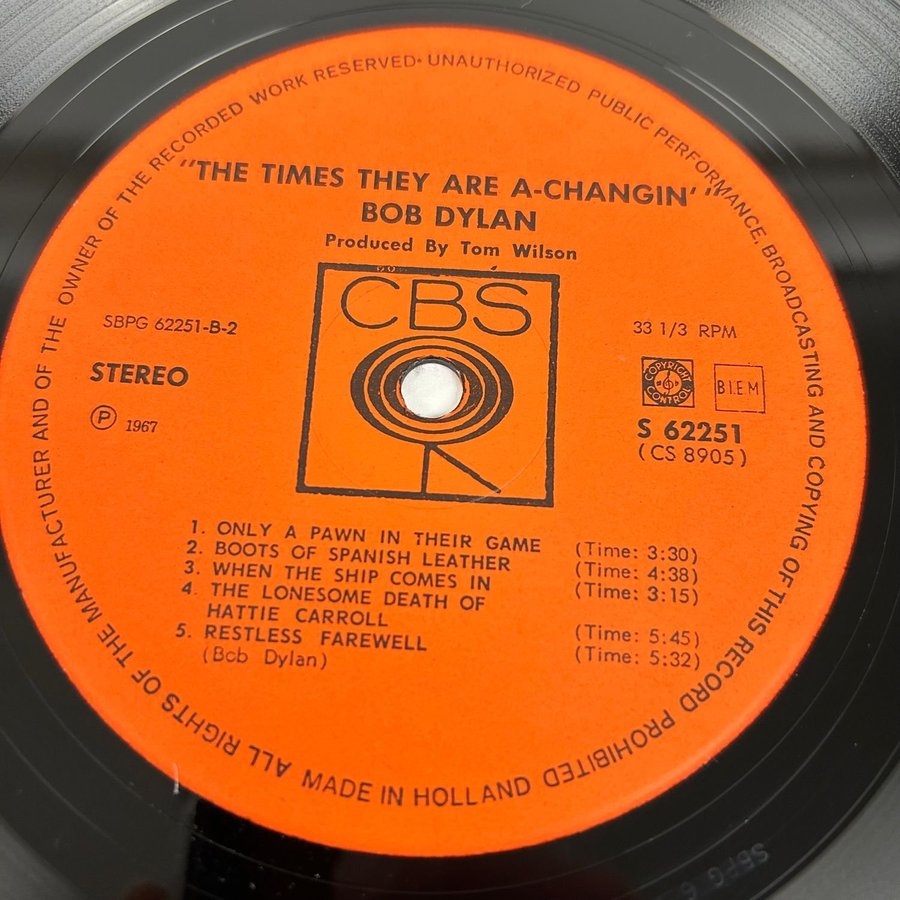 ALL RIGHTS OF THE MANUFACTURER AND OF THE OWNER OF THE RECORDED WORK RESERVED• UNAUTHORIZED PUBLIC PERFORMANCE, BROADCASTING AND COPYING OF THIS RECORD PROHIBITED
"THE TIMES THEY ARE A-CHANGIN' "
BOB DYLAN
Produced By Tom Wilson
CBS
SBPG 62251-B-2
33 1/3 RPM
STEREO
COPYRIGHT CONTROL
B.I.E.M
Ⓟ 1967
S 62251
(CS 8905)
1. ONLY A PAWN IN THEIR GAME (Time: 3:30)
2. BOOTS OF SPANISH LEATHER (Time: 4:38)
3. WHEN THE SHIP COMES IN (Time: 3:15)
4. THE LONESOME DEATH OF
HATTIE CARROLL (Time: 5:45)
5. RESTLESS FAREWELL (Time: 5:32)
(Bob Dylan)
MADE IN HOLLAND
SBPG 6